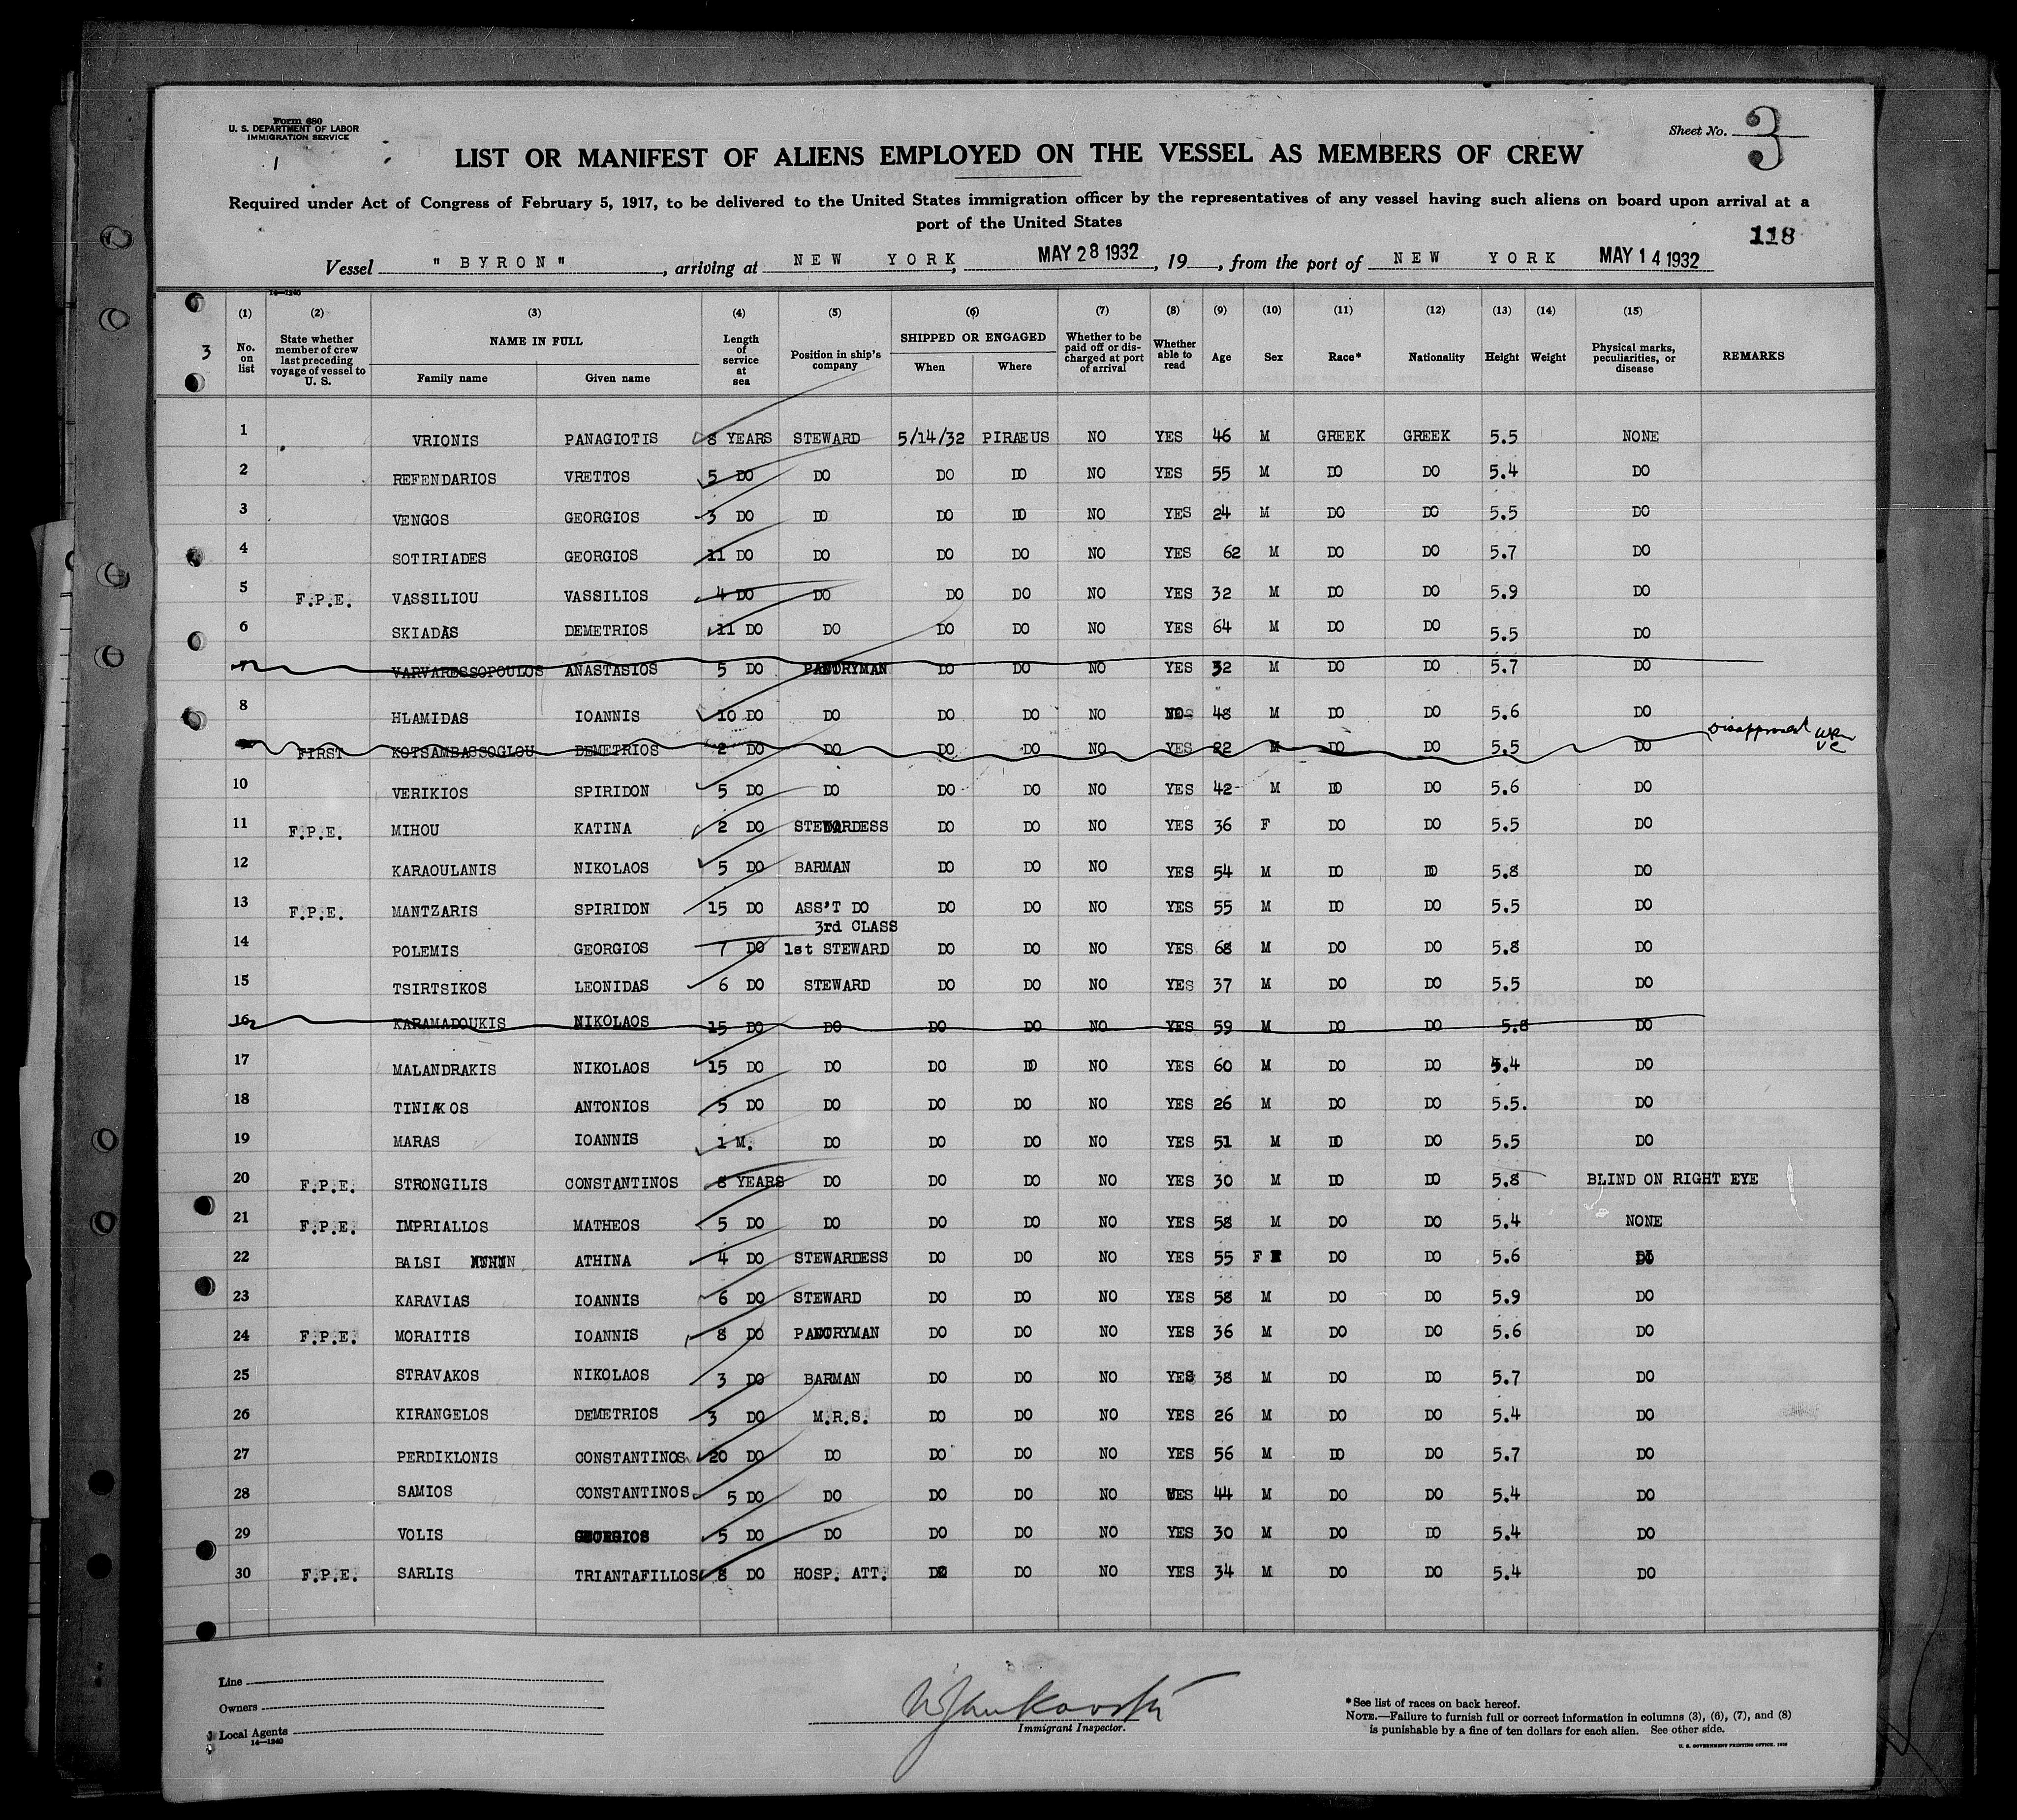 Form 680
U. S. DEPARTMENT OF LABOR
IMMIGRATION SERVICE
Sheet No. 3
LIST OR MANIFEST OF ALIENS EMPLOYED ON THE VESSEL AS MEMBERS OF CREW
Required under Act of Congress of February 5, 1917, to be delivered to the United States immigration officer by the representatives of any vessel having such aliens on board upon arrival at a
port of the United States
118
Vessel "BYRON", arriving at NEW YORK, MAY 28 1932, 19, from the port of NEW YORK MAY 14 1932
14—1240
3
(1) No. on list (2) State whether member of crew last preceding voyage of vessel to U. S. (3) NAME IN FULL Family name Given name (4) Length of service at sea (5) Position in ship's company (6) SHIPPED OR ENGAGED When Where (7) Whether to be paid off or discharged at port of arrival (8) Whether able to read (9) Age (10) Sex (11) Race* (12) Nationality (13) Height (14) Weight (15) Physical marks, peculiarities, or disease REMARKS
1 VRIONIS PANAGIOTIS 8 YEARS STEWARD 5/14/32 PIRAEUS NO YES 46 M GREEK GREEK 5.5 NONE
2 REFENDARIOS VRETTOS 5 DO DO DO DO NO YES 55 M DO DO 5.4 DO
3 VENGOS GEORGIOS 3 DO DO DO DO NO YES 24 M DO DO 5.5 DO
4 SOTIRIADES GEORGIOS 11 DO DO DO DO NO YES 62 M DO DO 5.7 DO
5 F.P.E. VASSILIOU VASSILIOS 4 DO DO DO DO NO YES 32 M DO DO 5.9 DO
6 SKIADAS DEMETRIOS 11 DO DO DO DO NO YES 64 M DO DO 5.5 DO
7 VARVARESSOPOULOS ANASTASIOS 5 DO PANTRYMAN DO DO NO YES 32 M DO DO 5.7 DO
8 HLAMIDAS IOANNIS 10 DO DO DO DO NO 48 M DO DO 5.6 DO
FIRST KOTSAMBASSOGLOU DEMETRIOS 2 DO DO DO DO NO YES 22 M DO DO 5.5 DO
10 VERIKIOS SPIRIDON 5 DO DO DO DO NO YES 42 M DO DO 5.6 DO
11 F.P.E. MIHOU KATINA 2 DO STEWARDESS DO DO NO YES 36 F DO DO 5.5 DO
12 KARAOULANIS NIKOLAOS 5 DO BARMAN DO DO NO YES 54 M DO DO 5.8 DO
13 F.P.E. MANTZARIS SPIRIDON 15 DO ASS'T DO DO DO NO YES 55 M DO DO 5.5 DO
3rd CLASS
14 POLEMIS GEORGIOS 7 DO 1st STEWARD DO DO NO YES 68 M DO DO 5.8 DO
15 TSIRTSIKOS LEONIDAS 6 DO STEWARD DO DO NO YES 37 M DO DO 5.5 DO
16 KARAMADOUKIS NIKOLAOS 15 DO DO DO DO NO YES 59 M DO DO 5.8 DO
17 MALANDRAKIS NIKOLAOS 15 DO DO DO DO NO YES 60 M DO DO 5.4 DO
18 TINIAKOS ANTONIOS 5 DO DO DO DO NO YES 26 M DO DO 5.5. DO
19 MARAS IOANNIS 1 M. DO DO DO NO YES 51 M DO DO 5.5 DO
20 F.P.E. STRONGILIS CONSTANTINOS 8 YEARS DO DO DO NO YES 30 M DO DO 5.8 BLIND ON RIGHT EYE
21 F.P.E. IMPRIALLOS MATHEOS 5 DO DO DO DO NO YES 58 M DO DO 5.4 NONE
22 BALSI ATHINA 4 DO STEWARDESS DO DO NO YES 55 F DO DO 5.6 DO
23 KARAVIAS IOANNIS 6 DO STEWARD DO DO NO YES 58 M DO DO 5.9 DO
24 F.P.E. MORAITIS IOANNIS 8 DO PANTRYMAN DO DO NO YES 36 M DO DO 5.6 DO
25 STRAVAKOS NIKOLAOS 3 DO BARMAN DO DO NO YES 38 M DO DO 5.7 DO
26 KIRANGELOS DEMETRIOS 3 DO M.R.S. DO DO NO YES 26 M DO DO 5.4 DO
27 PERDIKLONIS CONSTANTINOS 20 DO DO DO DO NO YES 56 M DO DO 5.7 DO
28 SAMIOS CONSTANTINOS 5 DO DO DO DO NO YES 44 M DO DO 5.4 DO
29 VOLIS GEORGIOS 5 DO DO DO DO NO YES 30 M DO DO 5.4 DO
30 F.P.E. SARLIS TRIANTAFILLOS 8 DO HOSP. ATT. DO DO NO YES 34 M DO DO 5.4 DO
Line
Owners
Local Agents
14—1240
Immigrant Inspector.
*See list of races on back hereof.
NOTE.—Failure to furnish full or correct information in columns (3), (6), (7), and (8)
is punishable by a fine of ten dollars for each alien. See other side.